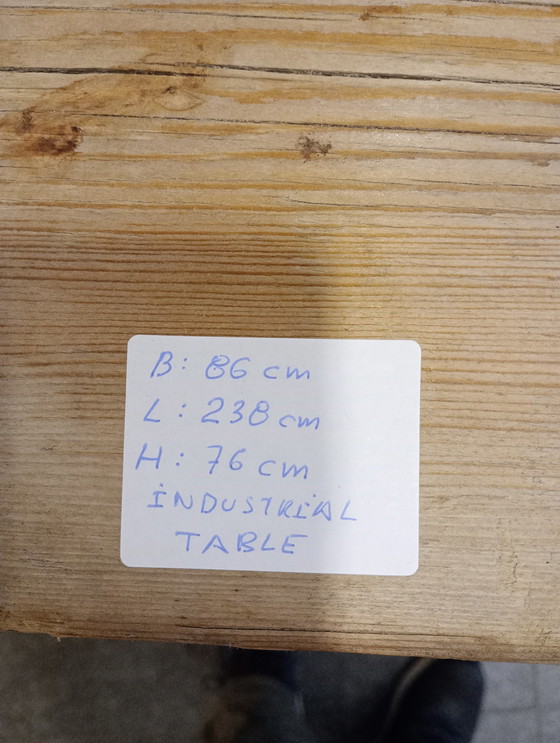 B: 86 cm
L: 238 cm
H: 76 cm
İNDUSTRİAL
TABLE